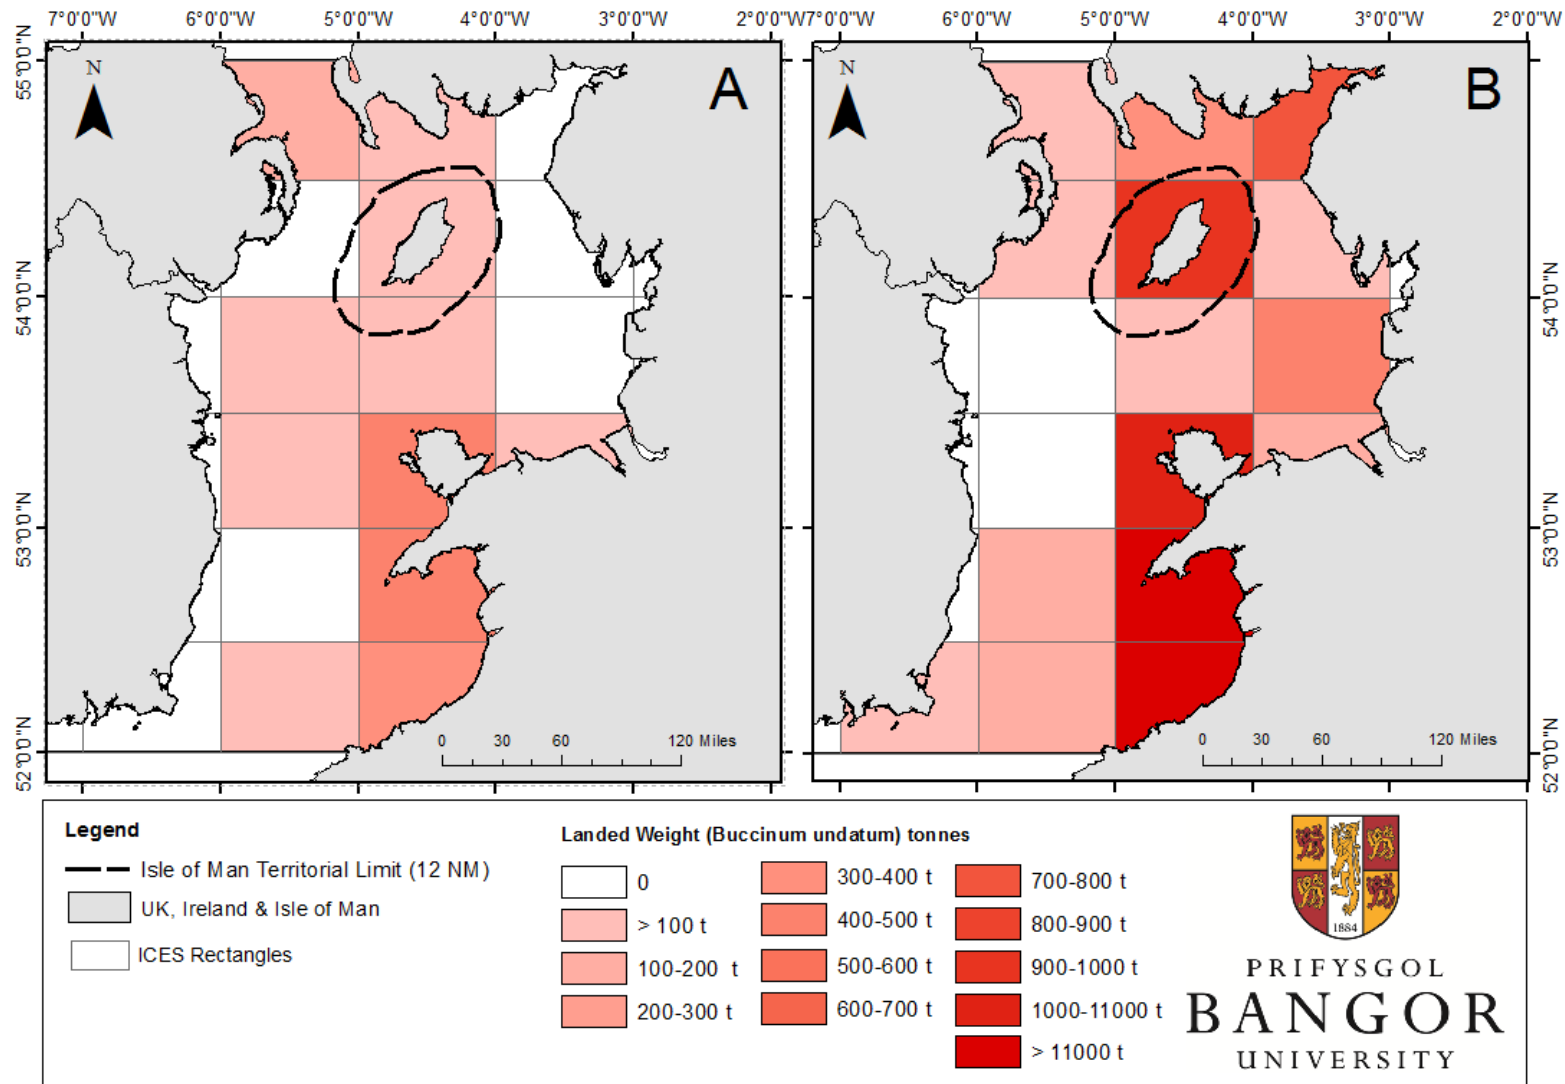 7°0'0"W 6°0'0"W 5°0'0"W 4°0'0"W 3°0'0"W 2°0'0"W 7°0'0"W 6°0'0"W 5°0'0"W 4°0'0"W 3°0'0"W 2°0'0"W
55°0'0"N
54°0'0"N
53°0'0"N
52°0'0"N
N
A
0 30 60 120 Miles
N
B
0 30 60 120 Miles
55°0'0"N
54°0'0"N
53°0'0"N
52°0'0"N
Legend
Isle of Man Territorial Limit (12 NM)
UK, Ireland & Isle of Man
ICES Rectangles
Landed Weight (Buccinum undatum) tonnes
0
> 100 t
100-200 t
200-300 t
300-400 t
400-500 t
500-600 t
600-700 t
700-800 t
800-900 t
900-1000 t
1000-11000 t
> 11000 t
1884
PRIFYSGOL
BANGOR
UNIVERSITY